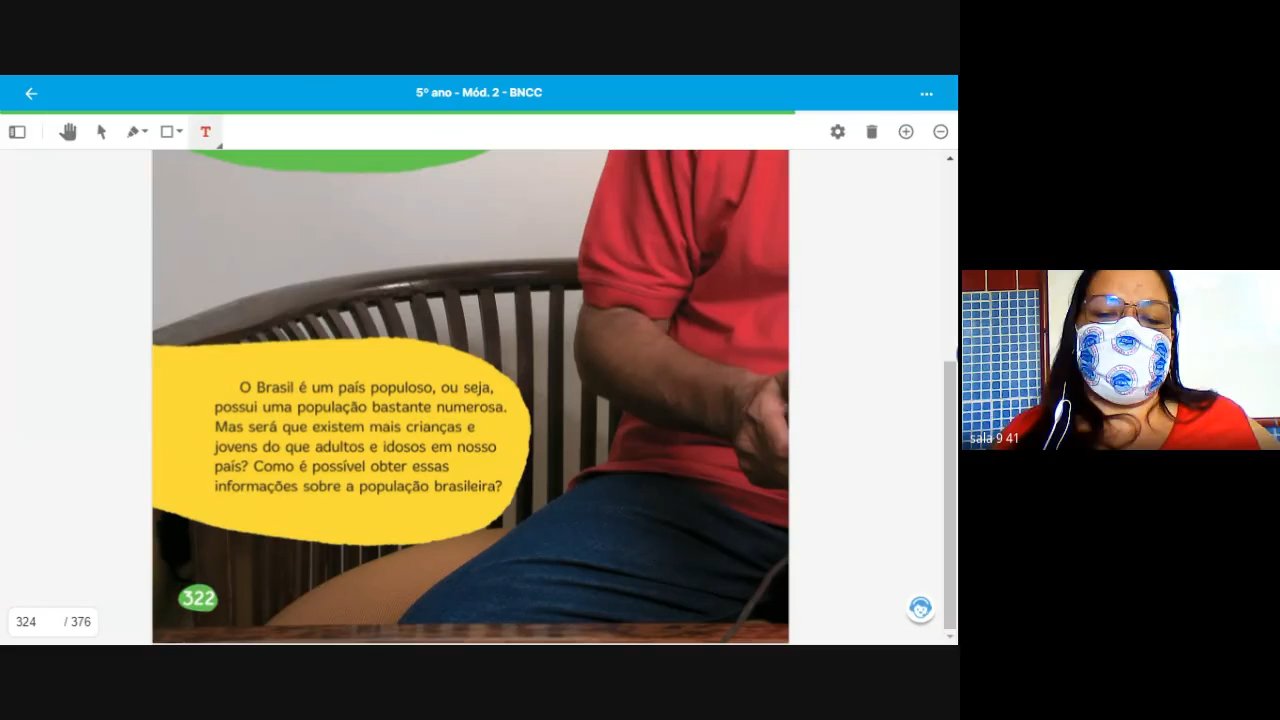 5º ano - Mód. 2 - BNCC
T
O Brasil é um país populoso, ou seja,
possui uma população bastante numerosa.
Mas será que existem mais crianças e
jovens do que adultos e idosos em nosso
país? Como é possível obter essas
informações sobre a população brasileira?
322
324 / 376
sala 9 41